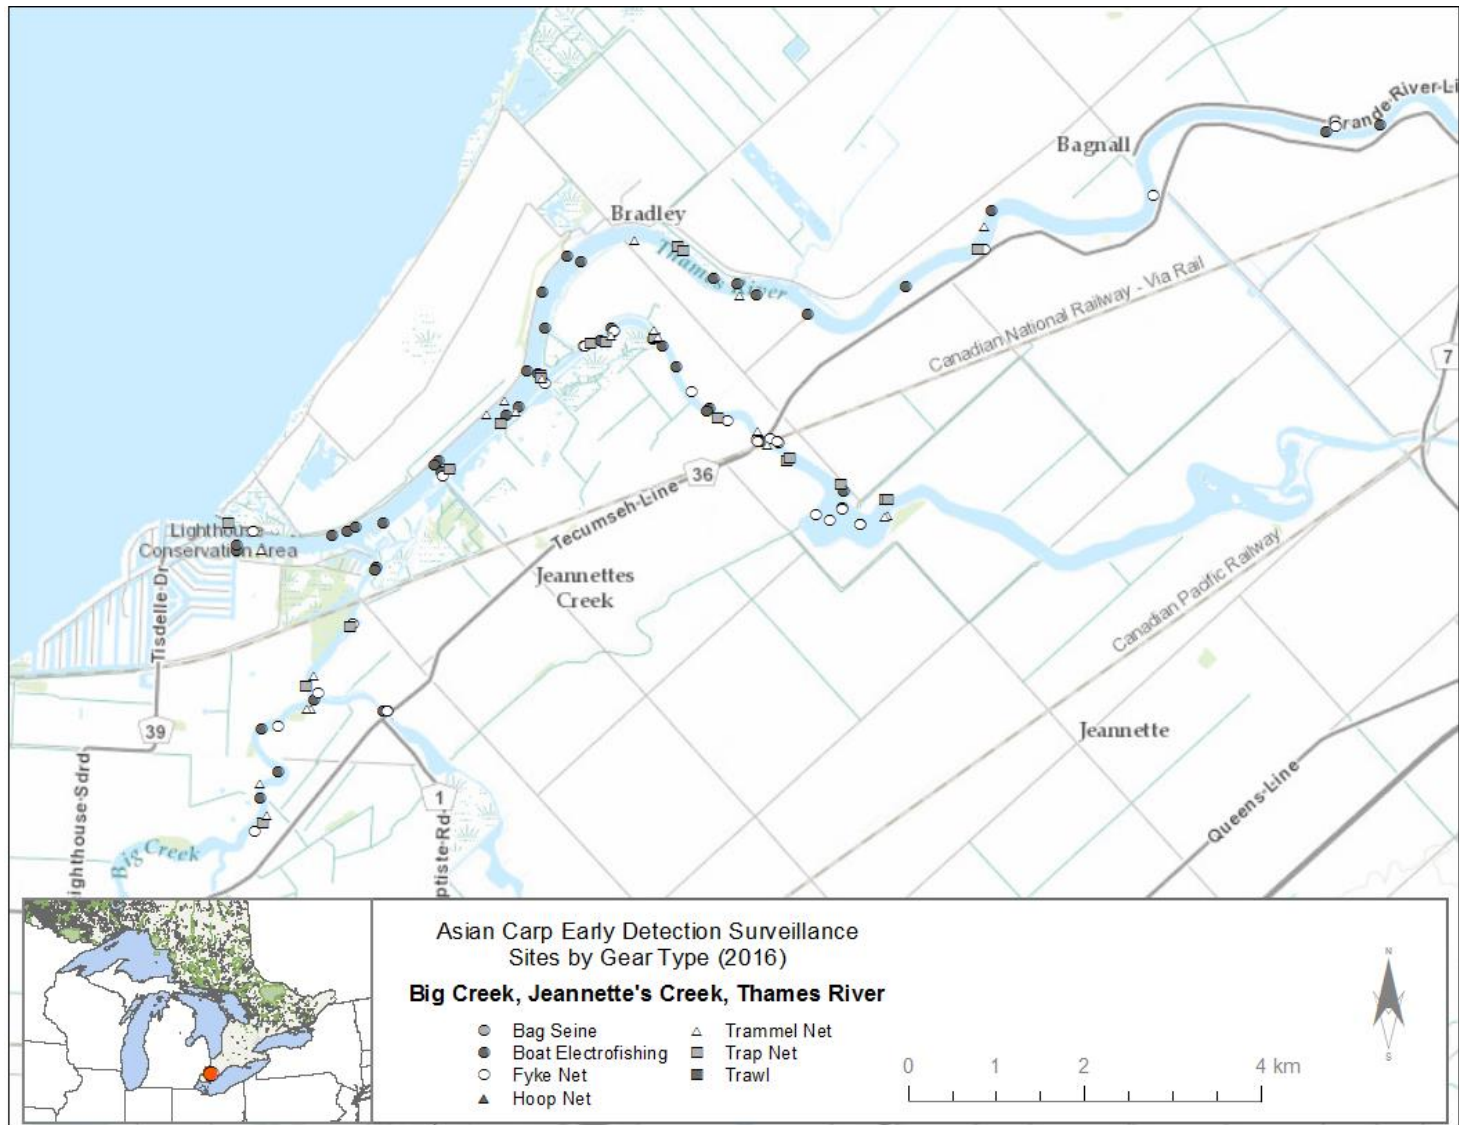 Grande River Li
Bagnall
Bradley
Thames River
Canadian National Railway - Via Rail
7
36
Tecumseh Line
Lighthouse
Conservation Area
Tisdelle Dr
Jeannettes
Creek
Canadian Pacific Railway
39
Jeannette
Queens Line
1
ighthouse Sdrd
ptiste Rd
Big Creek
Asian Carp Early Detection Surveillance
Sites by Gear Type (2016)
Big Creek, Jeannette's Creek, Thames River
Bag Seine
Boat Electrofishing
Fyke Net
Hoop Net
Trammel Net
Trap Net
Trawl
0 1 2 4 km
N
S